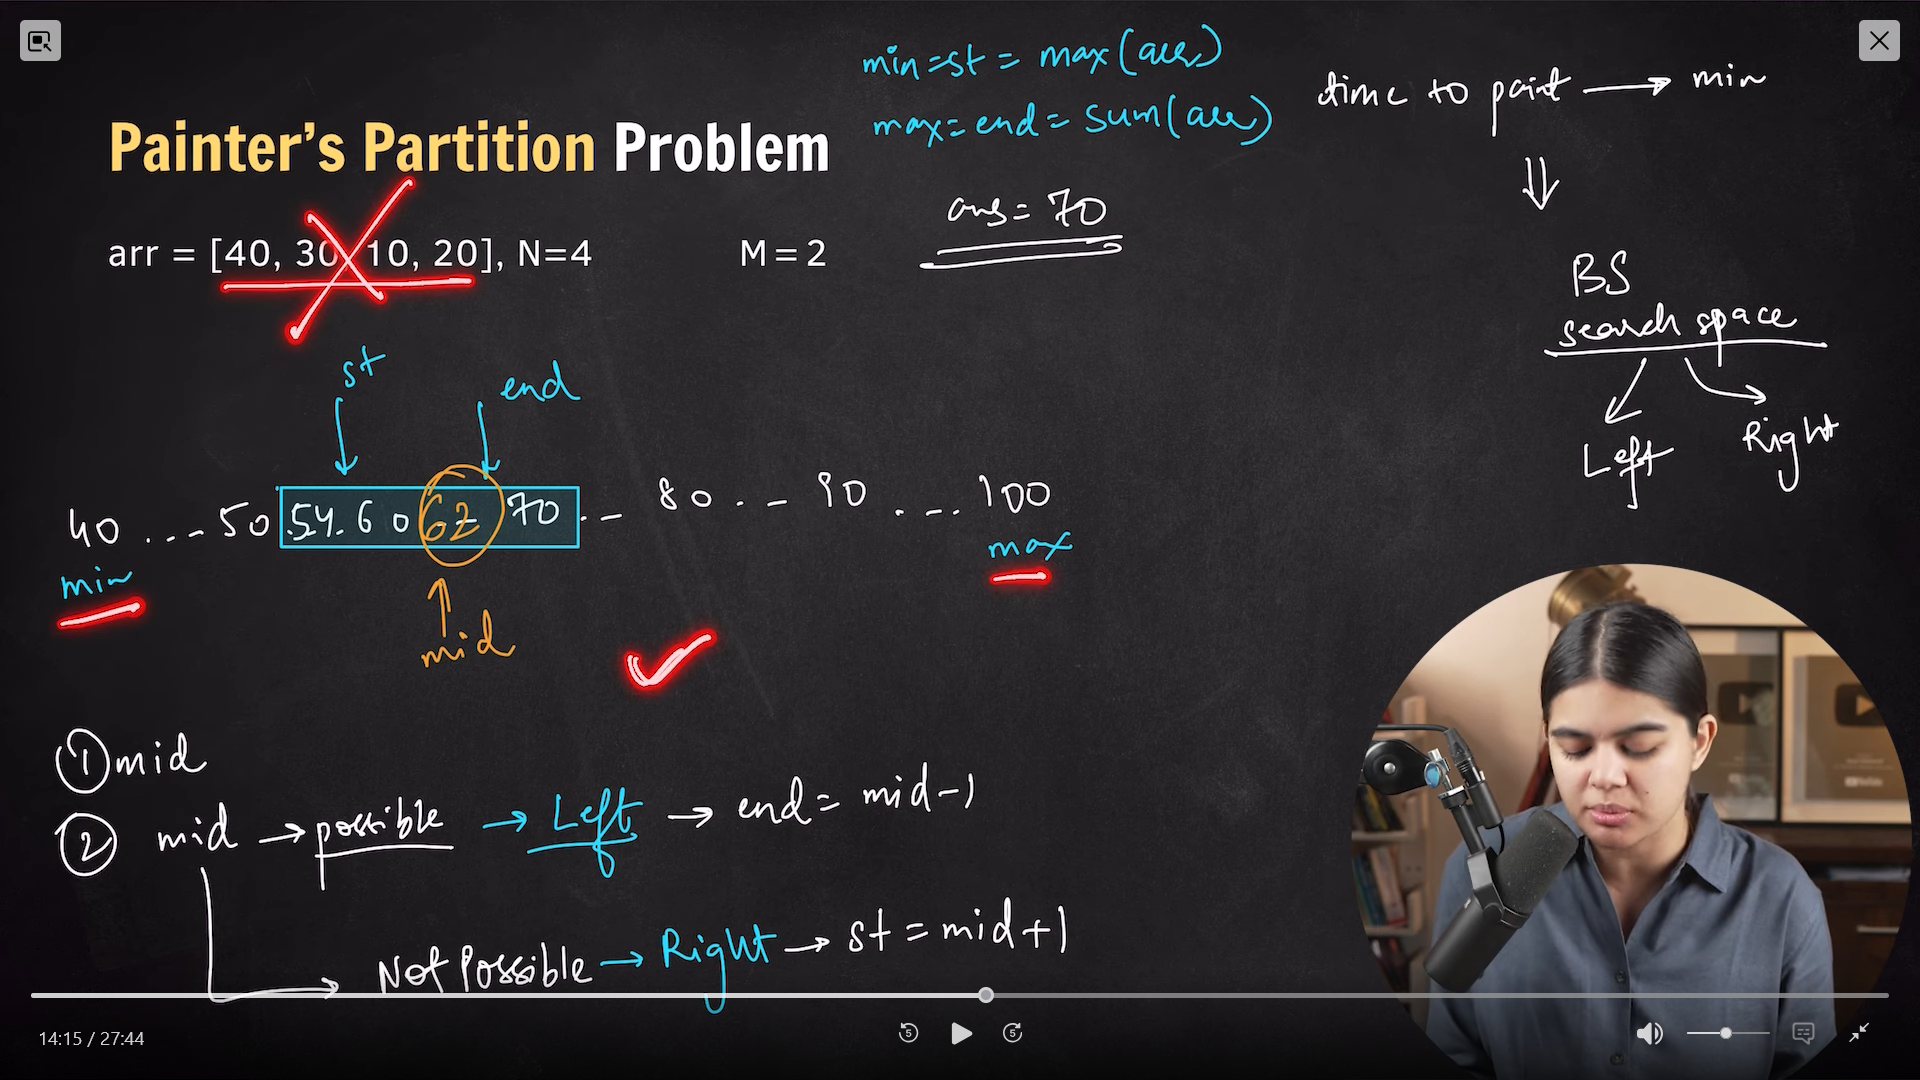 min=st = max(arr)
max=end = sum(arr)
time to paint → min
Painter's Partition Problem
ans = 70
arr = [40, 30, 10, 20], N=4
M = 2
BS
search space
Left
Right
st
end
40 ... - 50 .54. 60 62 - 70 . - - 80 . . - 90 . . - . 100
min
max
mid
① mid
② mid → possible → Left → end = mid-1
Not Possible → Right → st = mid+1
14:15 / 27:44
5
5